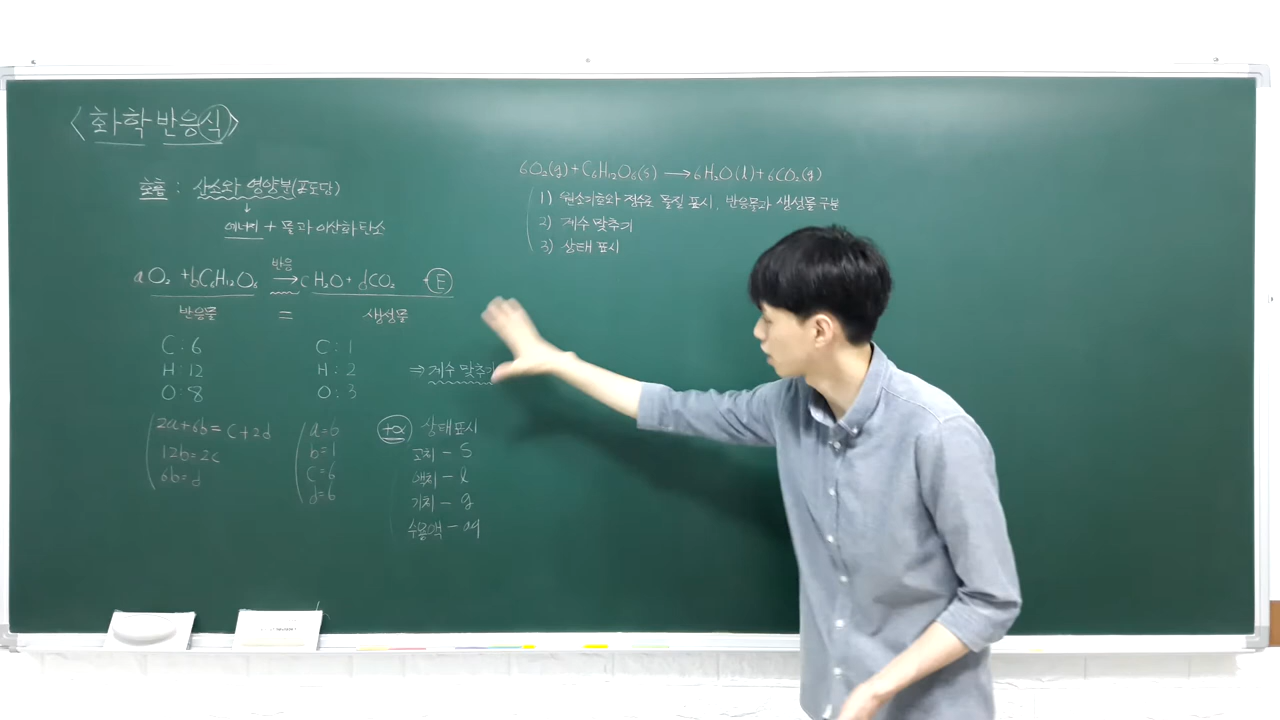 <화학 반응식>
호흡 : 산소와 영양분(포도당)
↓
에너지 + 물과 이산화탄소
aO₂ + bC₆H₁₂O₆ 반응 → cH₂O + dCO₂ + E
반응물 = 생성물
C : 6 C : 1
H : 12 H : 2
O : 8 O : 3
⇒ 계수 맞추기
2a+6b = c+2d
12b=2c
6b=d
a=6
b=1
c=6
d=6
+α 상태 표시
고체 - s
액체 - l
기체 - g
수용액 - aq
6O₂(g) + C₆H₁₂O₆(s) → 6H₂O(l) + 6CO₂(g)
1) 원소기호와 점수로 물질 표시, 반응물과 생성물 구분
2) 계수 맞추기
3) 상태 표시